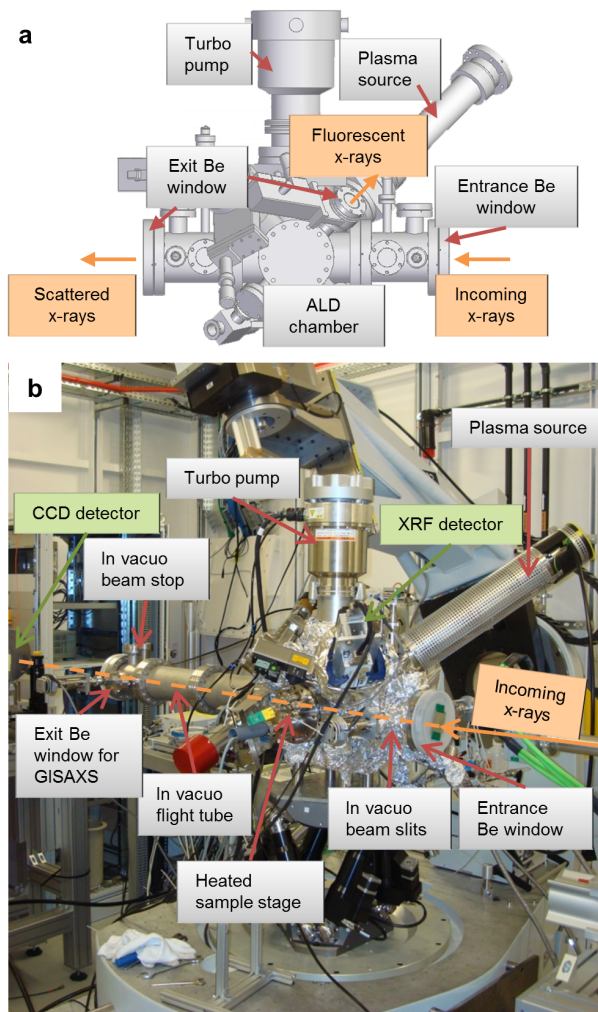 a
Turbo
pump
Plasma
source
Fluorescent
x-rays
Exit Be
window
Entrance Be
window
Scattered
x-rays
ALD
chamber
Incoming
x-rays
b
Plasma source
Turbo pump
CCD detector
XRF detector
In vacuo
beam stop
Incoming
x-rays
Exit Be
window for
GISAXS
In vacuo
flight tube
In vacuo
beam slits
Entrance
Be window
Heated
sample stage